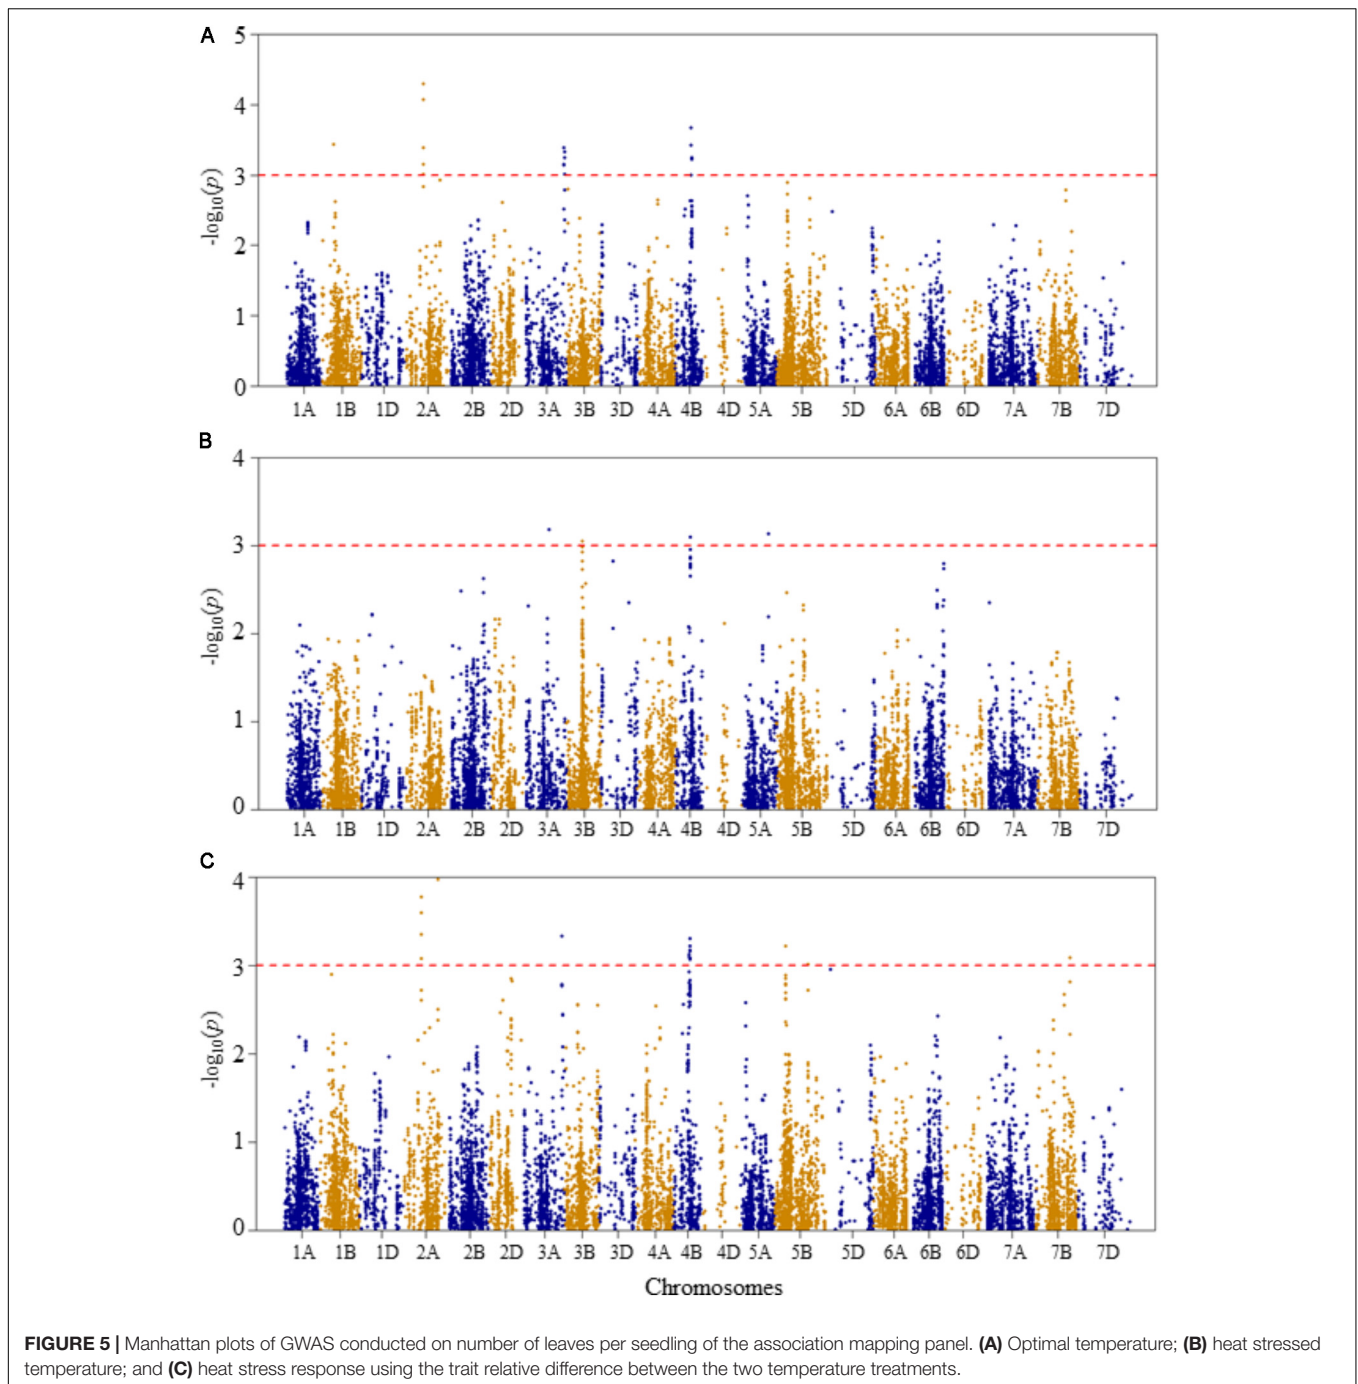 A
5
4
3
2
1
0
-log10(p)
1A 1B 1D 2A 2B 2D 3A 3B 3D 4A 4B 4D 5A 5B 5D 6A 6B 6D 7A 7B 7D
B
4
3
2
1
0
-log10(p)
1A 1B 1D 2A 2B 2D 3A 3B 3D 4A 4B 4D 5A 5B 5D 6A 6B 6D 7A 7B 7D
C
4
3
2
1
0
-log10(p)
1A 1B 1D 2A 2B 2D 3A 3B 3D 4A 4B 4D 5A 5B 5D 6A 6B 6D 7A 7B 7D
Chromosomes
FIGURE 5 | Manhattan plots of GWAS conducted on number of leaves per seedling of the association mapping panel. (A) Optimal temperature; (B) heat stressed
temperature; and (C) heat stress response using the trait relative difference between the two temperature treatments.